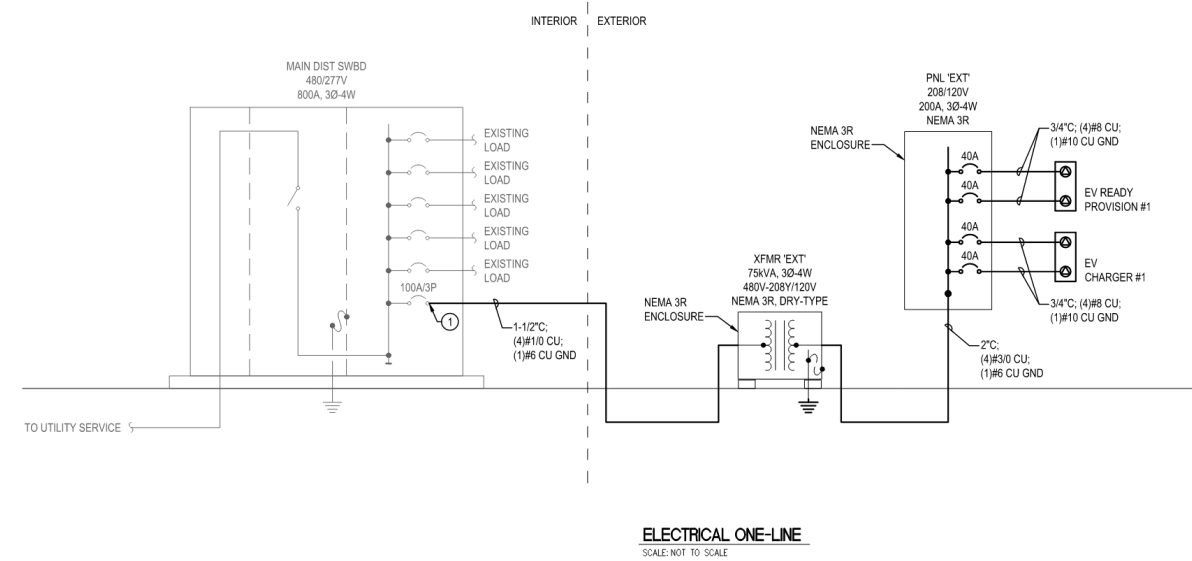 INTERIOR
EXTERIOR
MAIN DIST SWBD
480/277V
800A, 3Ø-4W
EXISTING
LOAD
EXISTING
LOAD
EXISTING
LOAD
EXISTING
LOAD
EXISTING
LOAD
100A/3P
1
1-1/2"C;
(4)#1/0 CU;
(1)#6 CU GND
TO UTILITY SERVICE
XFMR 'EXT'
75kVA, 3Ø-4W
480V-208Y/120V
NEMA 3R, DRY-TYPE
NEMA 3R
ENCLOSURE
PNL 'EXT'
208/120V
200A, 3Ø-4W
NEMA 3R
NEMA 3R
ENCLOSURE
40A
40A
40A
40A
3/4"C; (4)#8 CU;
(1)#10 CU GND
EV READY
PROVISION #1
EV
CHARGER #1
3/4"C; (4)#8 CU;
(1)#10 CU GND
2"C;
(4)#3/0 CU;
(1)#6 CU GND
ELECTRICAL ONE-LINE
SCALE: NOT TO SCALE